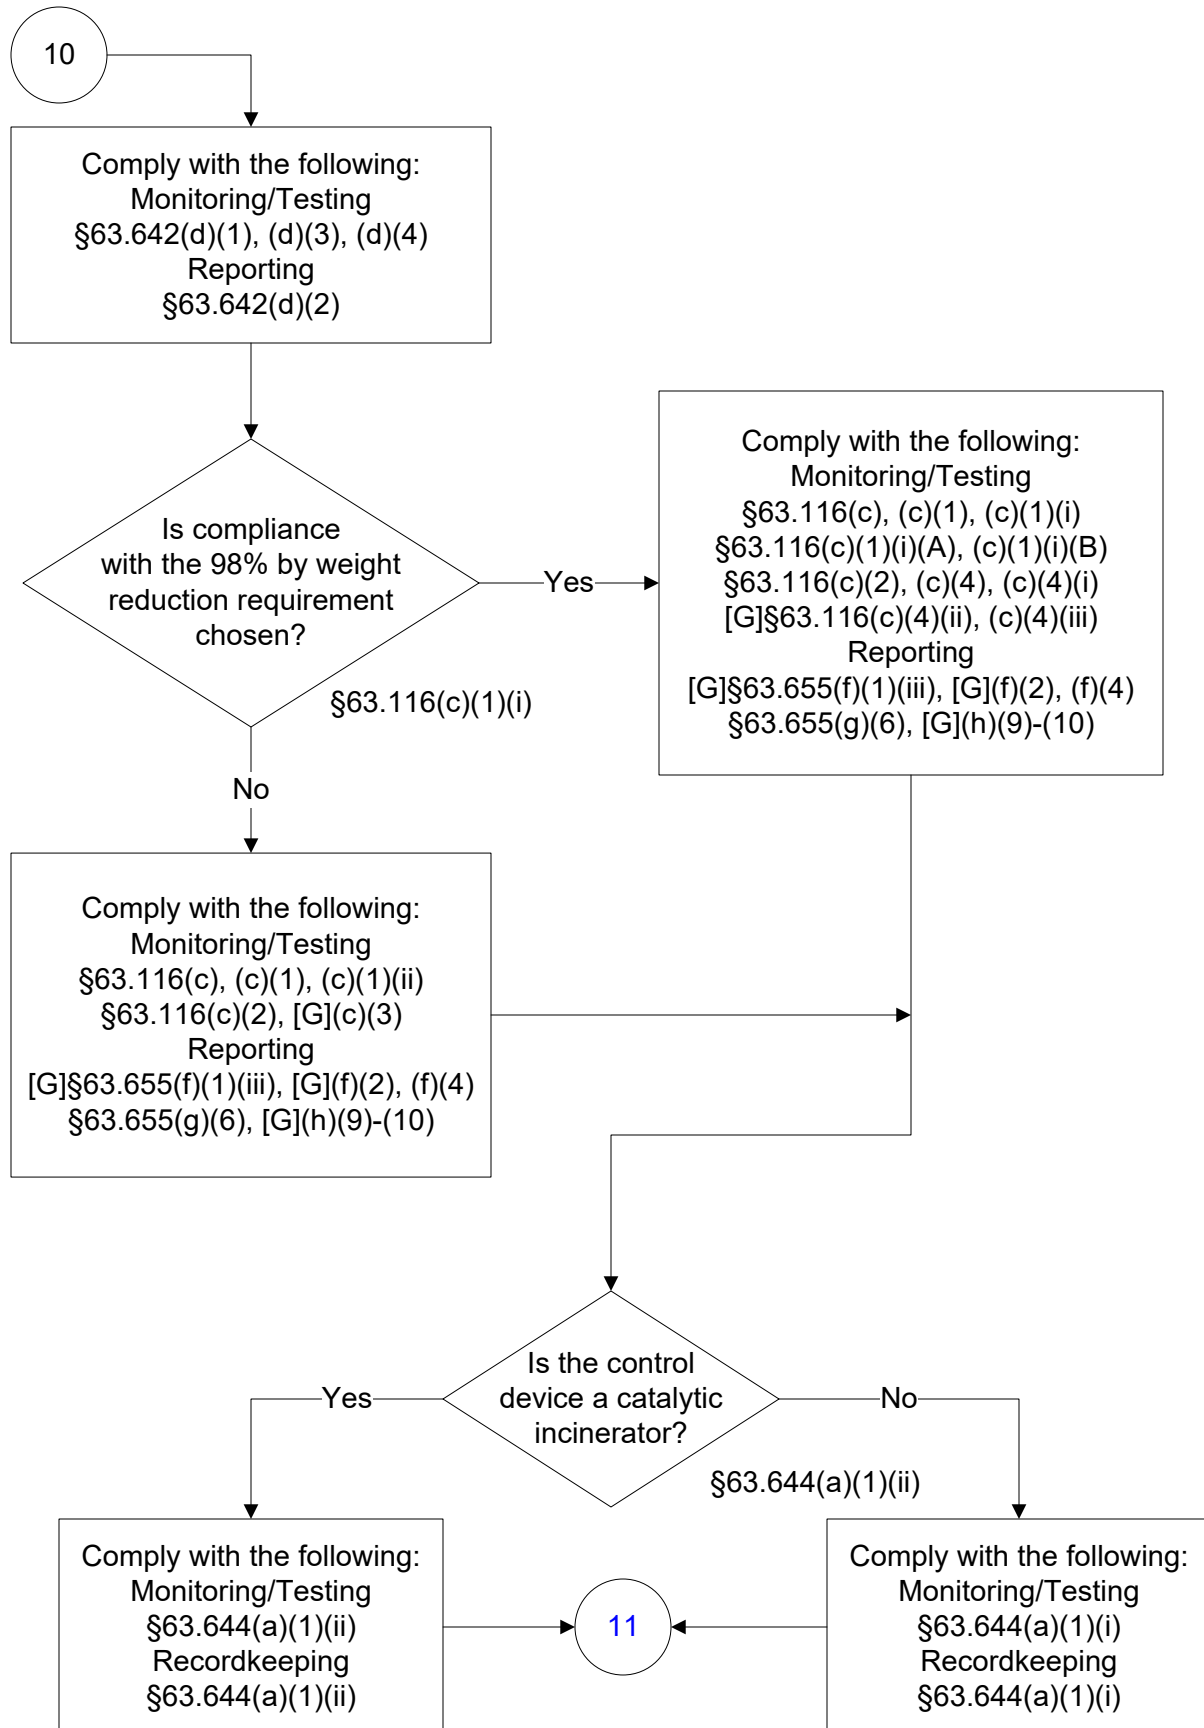 10
Comply with the following:
Monitoring/Testing
§63.642(d)(1), (d)(3), (d)(4)
Reporting
§63.642(d)(2)
Is compliance
with the 98% by weight
reduction requirement
chosen?
Yes
§63.116(c)(1)(i)
No
Comply with the following:
Monitoring/Testing
§63.116(c), (c)(1), (c)(1)(i)
§63.116(c)(1)(i)(A), (c)(1)(i)(B)
§63.116(c)(2), (c)(4), (c)(4)(i)
[G]§63.116(c)(4)(ii), (c)(4)(iii)
Reporting
[G]§63.655(f)(1)(iii), [G](f)(2), (f)(4)
§63.655(g)(6), [G](h)(9)-(10)
Comply with the following:
Monitoring/Testing
§63.116(c), (c)(1), (c)(1)(ii)
§63.116(c)(2), [G](c)(3)
Reporting
[G]§63.655(f)(1)(iii), [G](f)(2), (f)(4)
§63.655(g)(6), [G](h)(9)-(10)
Is the control
device a catalytic
incinerator?
Yes
No
§63.644(a)(1)(ii)
Comply with the following:
Monitoring/Testing
§63.644(a)(1)(ii)
Recordkeeping
§63.644(a)(1)(ii)
11
Comply with the following:
Monitoring/Testing
§63.644(a)(1)(i)
Recordkeeping
§63.644(a)(1)(i)